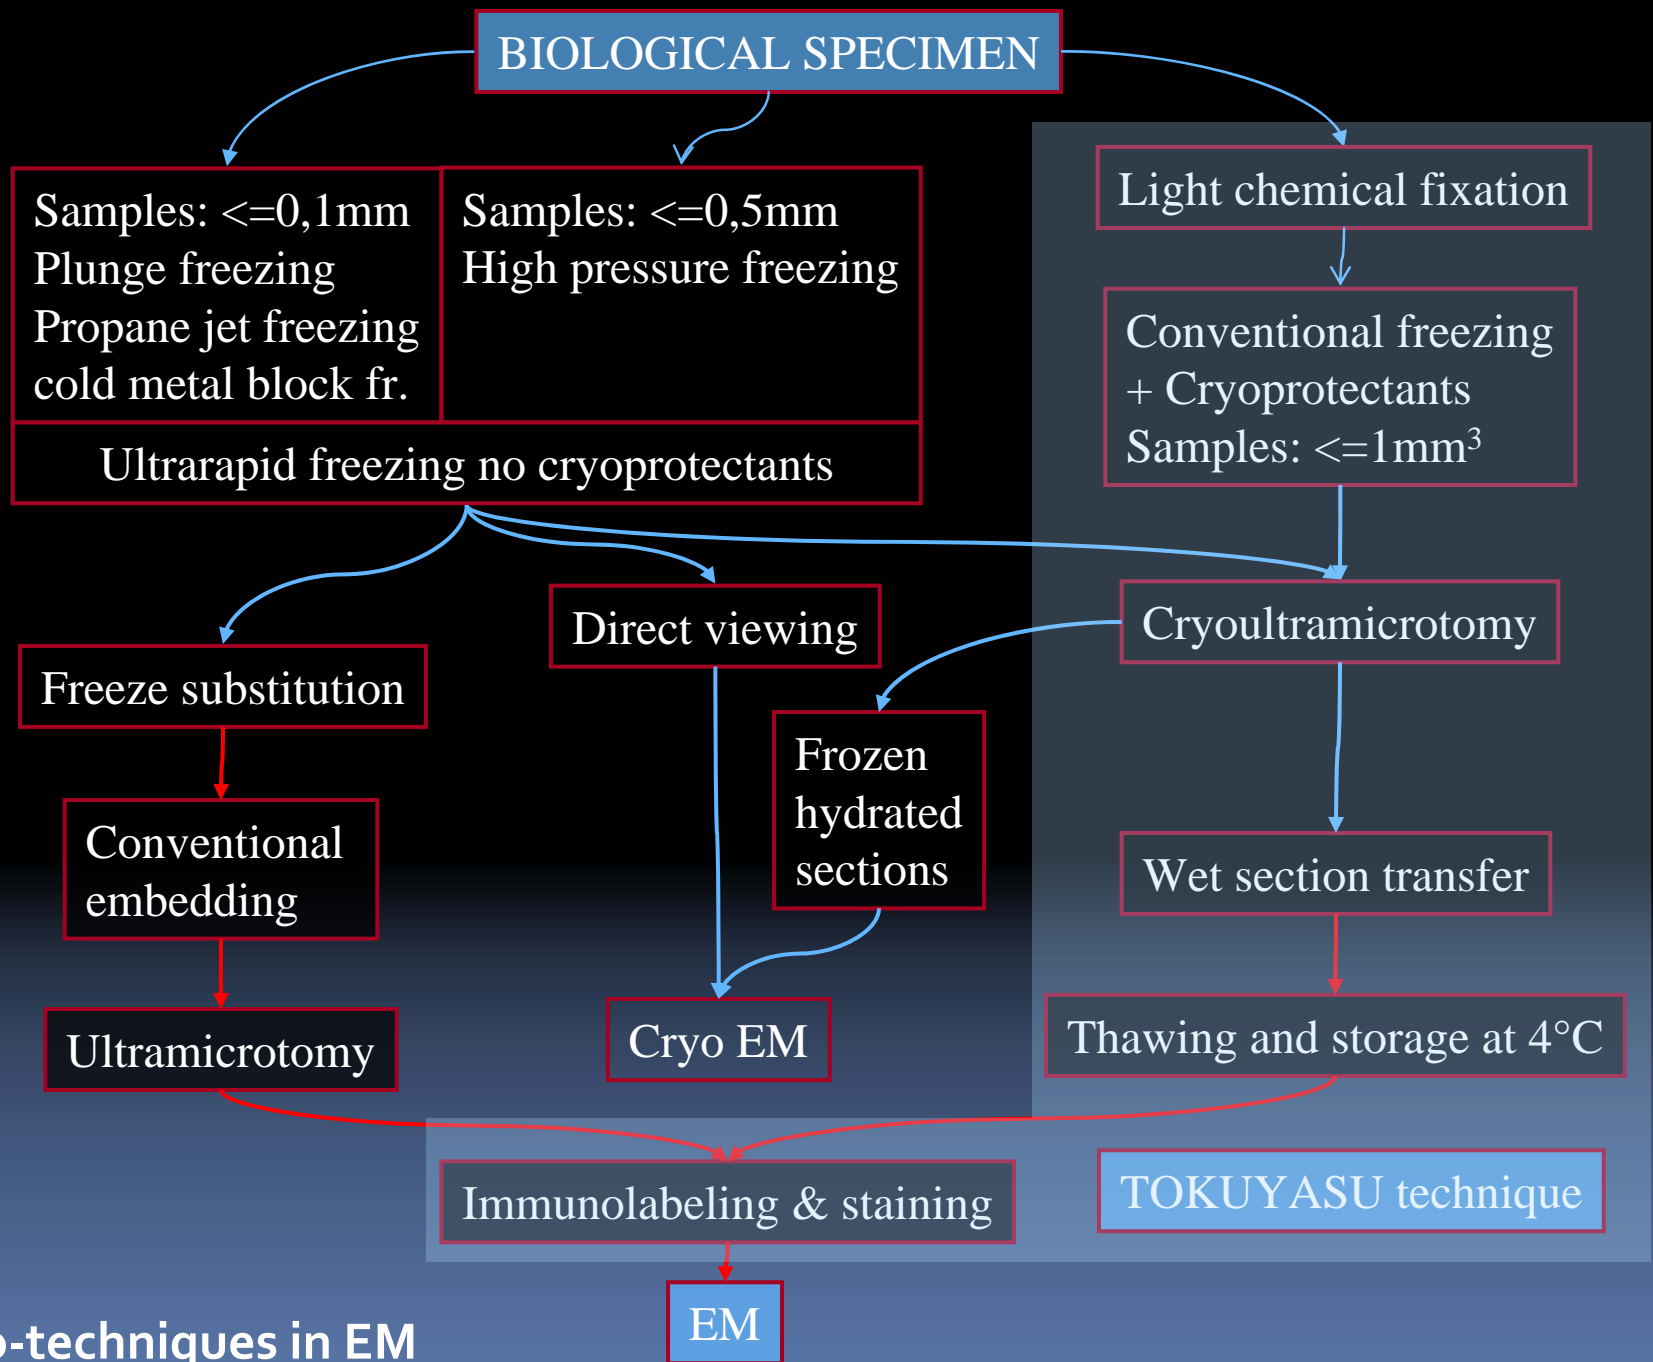 BIOLOGICAL SPECIMEN
Samples: <=0,1mm
Plunge freezing
Propane jet freezing
cold metal block fr.
Samples: <=0,5mm
High pressure freezing
Ultrarapid freezing no cryoprotectants
Light chemical fixation
Conventional freezing
+ Cryoprotectants
Samples: <=1mm³
Direct viewing
Cryoultramicrotomy
Freeze substitution
Frozen
hydrated
sections
Conventional
embedding
Wet section transfer
Ultramicrotomy
Cryo EM
Thawing and storage at 4°C
Immunolabeling & staining
TOKUYASU technique
EM
-techniques in EM